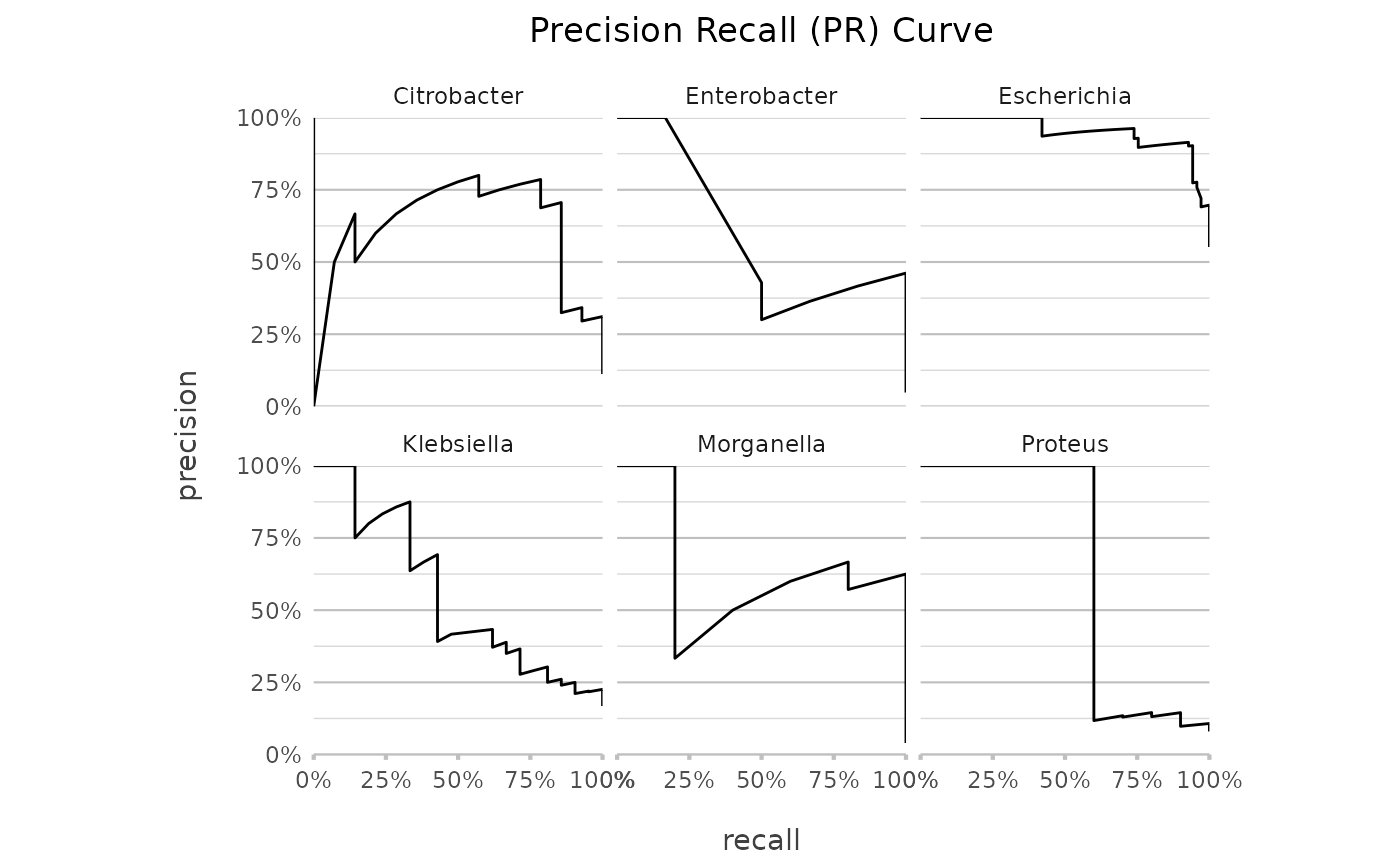 Precision Recall (PR) Curve
Citrobacter Enterobacter Escherichia
100%
75%
50%
25%
0%
precision
Klebsiella Morganella Proteus
100%
75%
50%
25%
0%
0% 25% 50% 75% 100% 0% 25% 50% 75% 100% 0% 25% 50% 75% 100%
recall